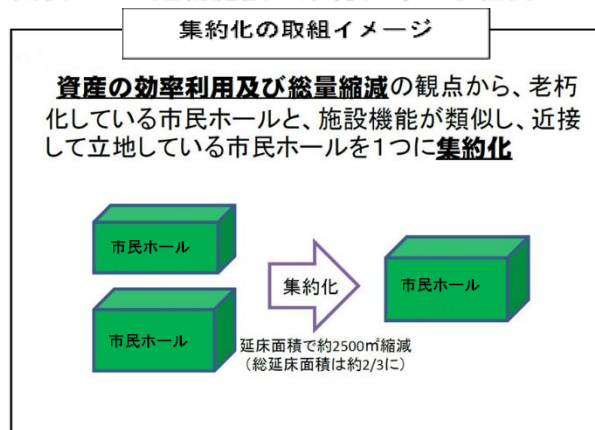 集約化の取組イメージ
資産の効率利用及び総量縮減の観点から、老朽
化している市民ホールと、施設機能が類似し、近接
して立地している市民ホールを１つに集約化
市民ホール
市民ホール
集約化
市民ホール
延床面積で約2500㎡縮減
（総延床面積は約2/3に）